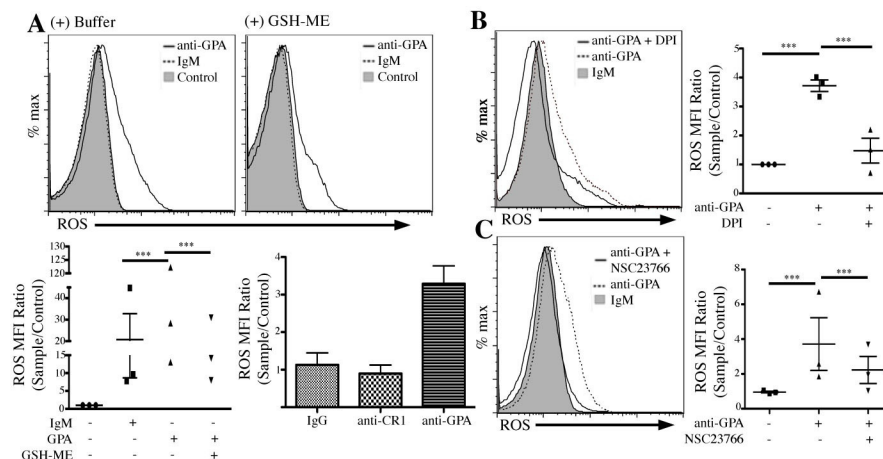 A
(+) Buffer
(+) GSH-ME
anti-GPA
IgM
Control
anti-GPA
IgM
Control
% max
% max
ROS
130
125
120
115
50
40
30
20
15
10
5
0
ROS MFI Ratio
(Sample/Control)
***
***
IgM - + - -
GPA - - + +
GSH-ME - - - +
4
3
2
1
0
ROS MFI Ratio
(Sample/Control)
IgG
anti-CR1
anti-GPA
B
anti-GPA + DPI
anti-GPA
IgM
% max
ROS
5
4
3
2
1
0
ROS MFI Ratio
(Sample/Control)
***
***
anti-GPA - + +
DPI - - +
C
anti-GPA +
NSC23766
anti-GPA
IgM
% max
ROS
8
6
4
2
0
ROS MFI Ratio
(Sample/Control)
***
***
anti-GPA - + +
NSC23766 - - +